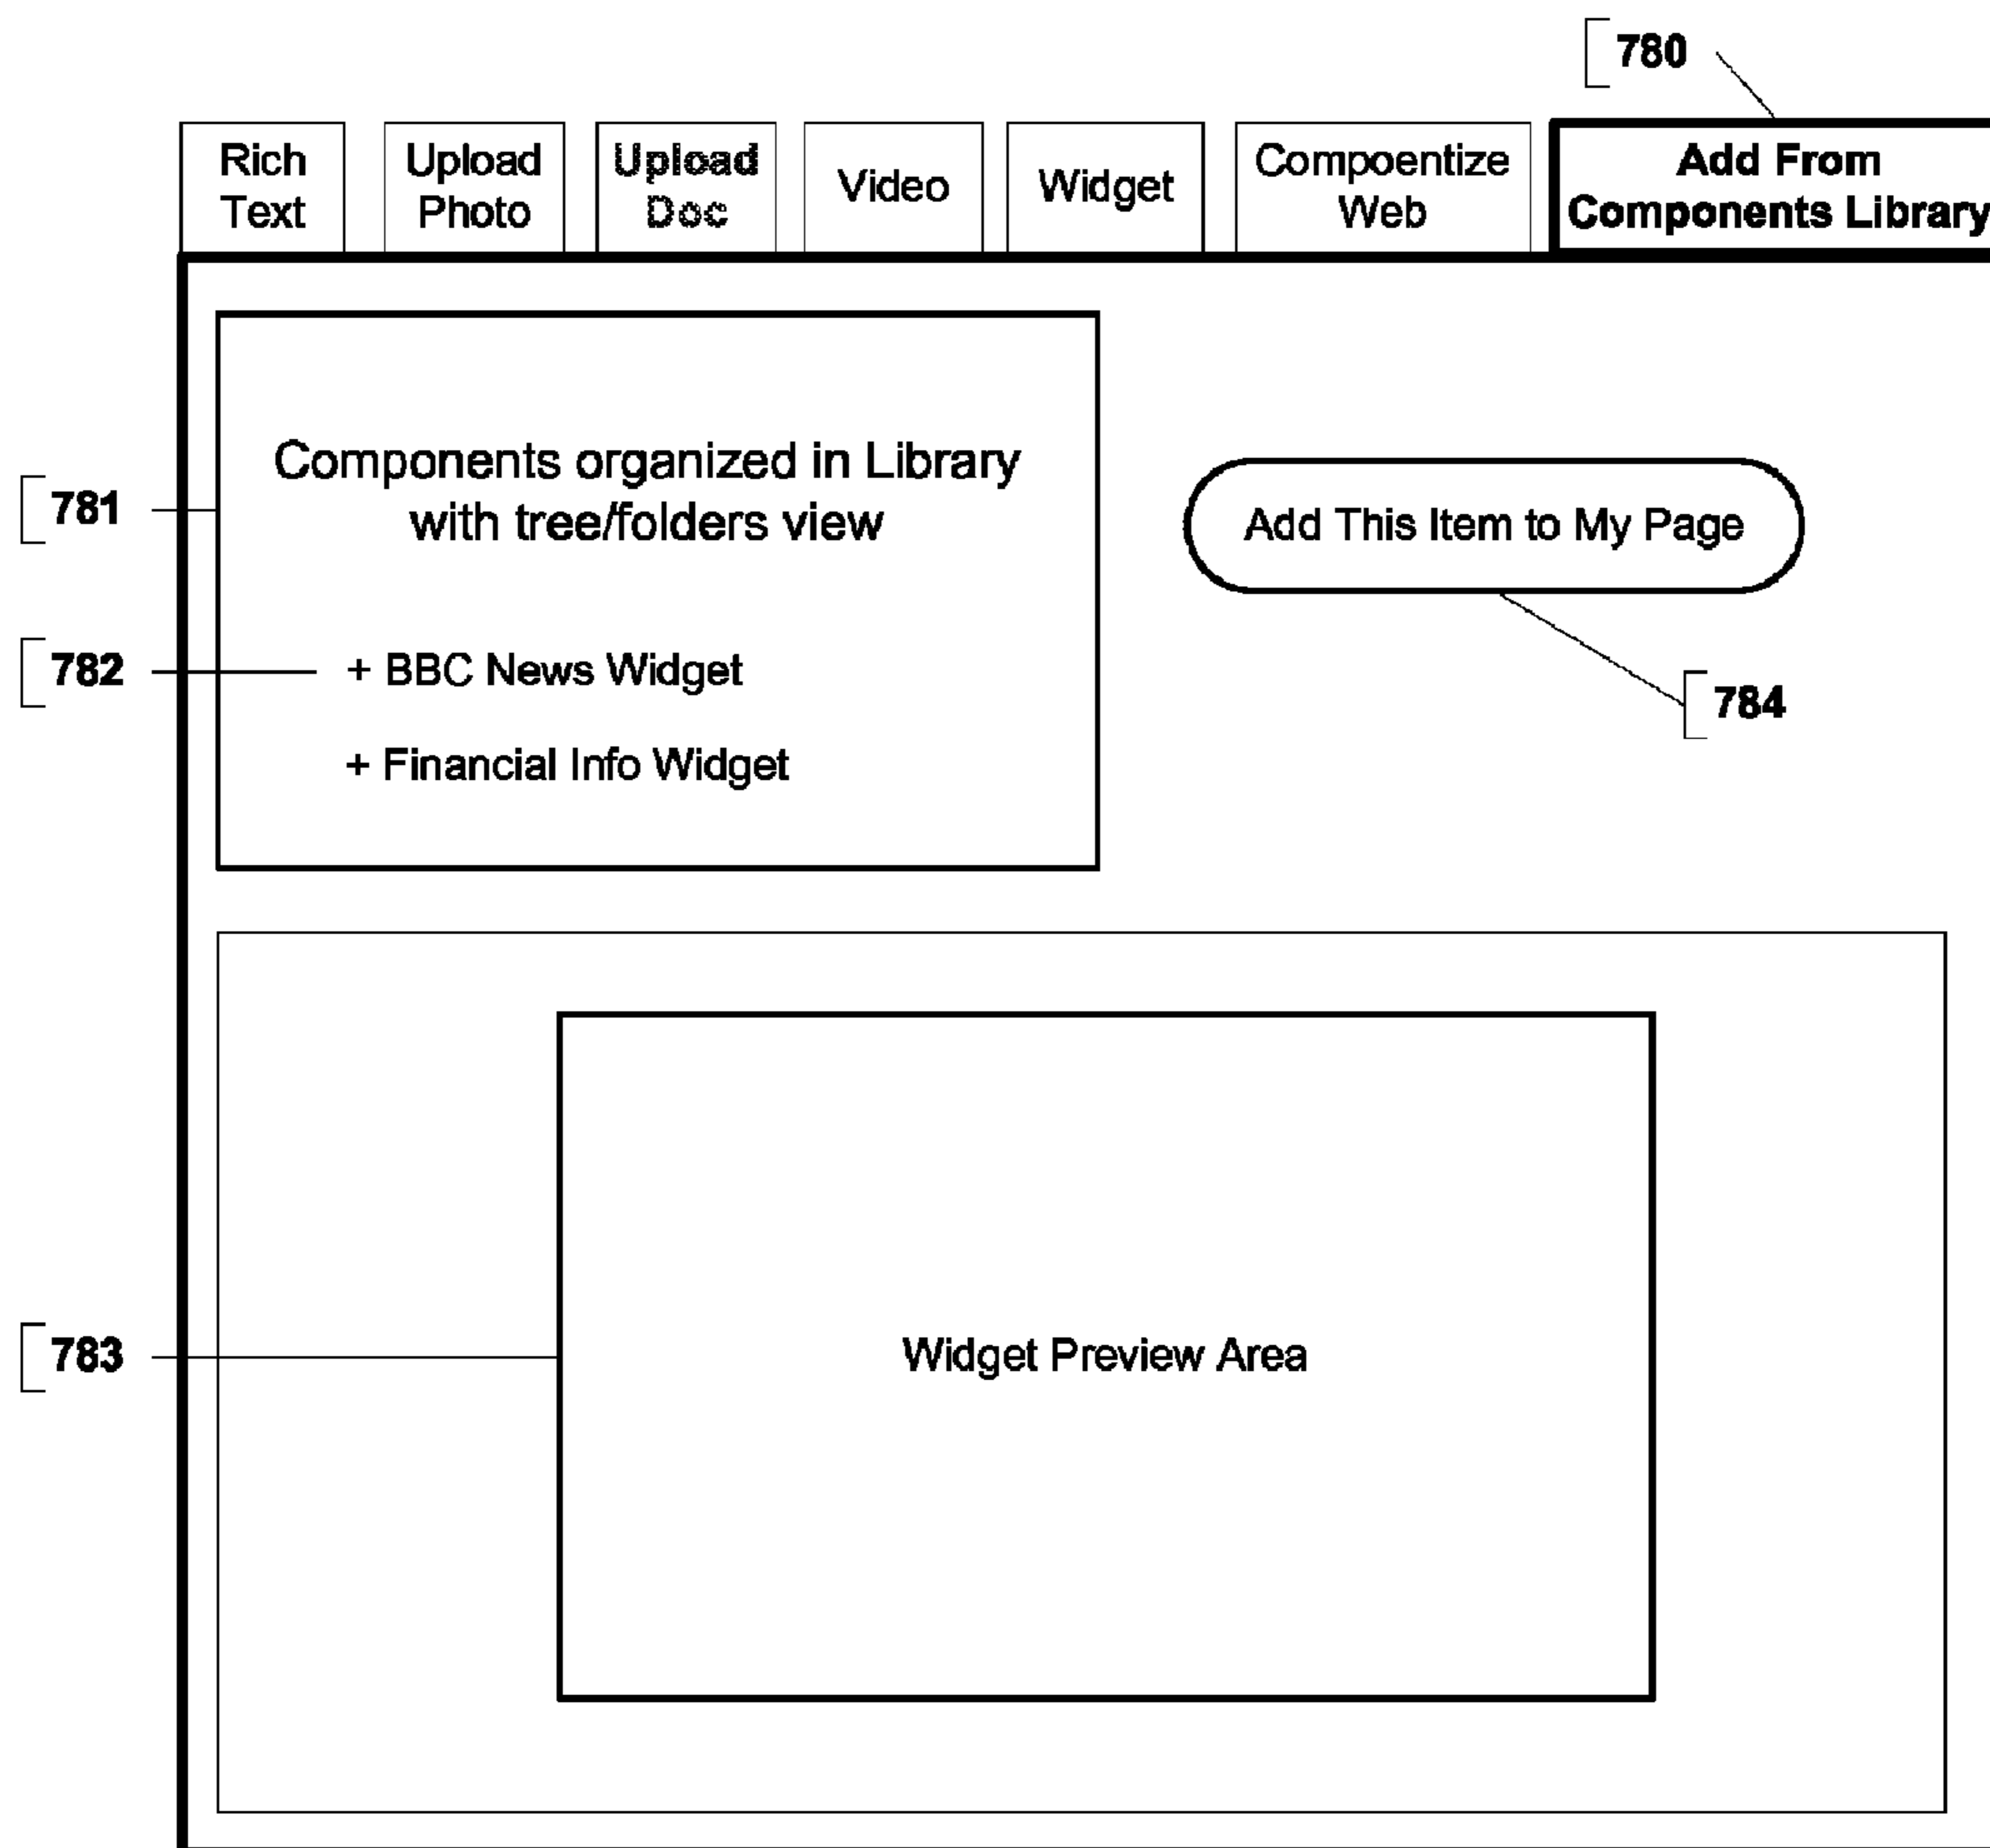 780
Rich
Text
Upload
Photo
Upload
Doc
Video
Widget
Compoentize
Web
Add From
Components Library
Components organized in Library
with tree/folders view
781
Add This Item to My Page
782
+ BBC News Widget
784
+ Financial Info Widget
783
Widget Preview Area